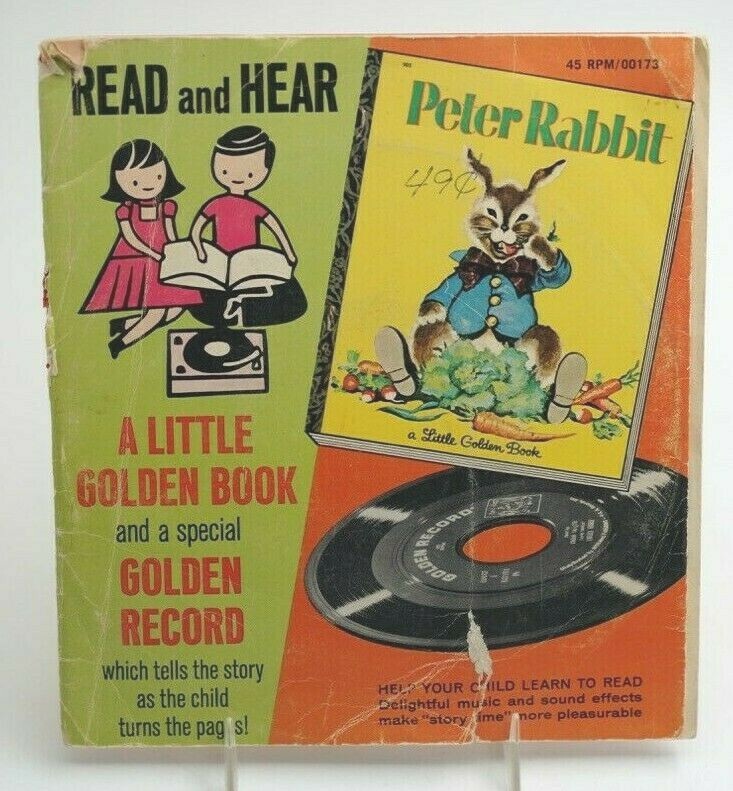 READ and HEAR
45 RPM/00173
Peter Rabbit
49¢
a Little Golden Book
A LITTLE
GOLDEN BOOK
and a special
GOLDEN
RECORD
which tells the story
as the child
turns the pages!
GOLDEN RECORD
HELP YOUR CHILD LEARN TO READ
Delightful music and sound effects
make "story time" more pleasurable